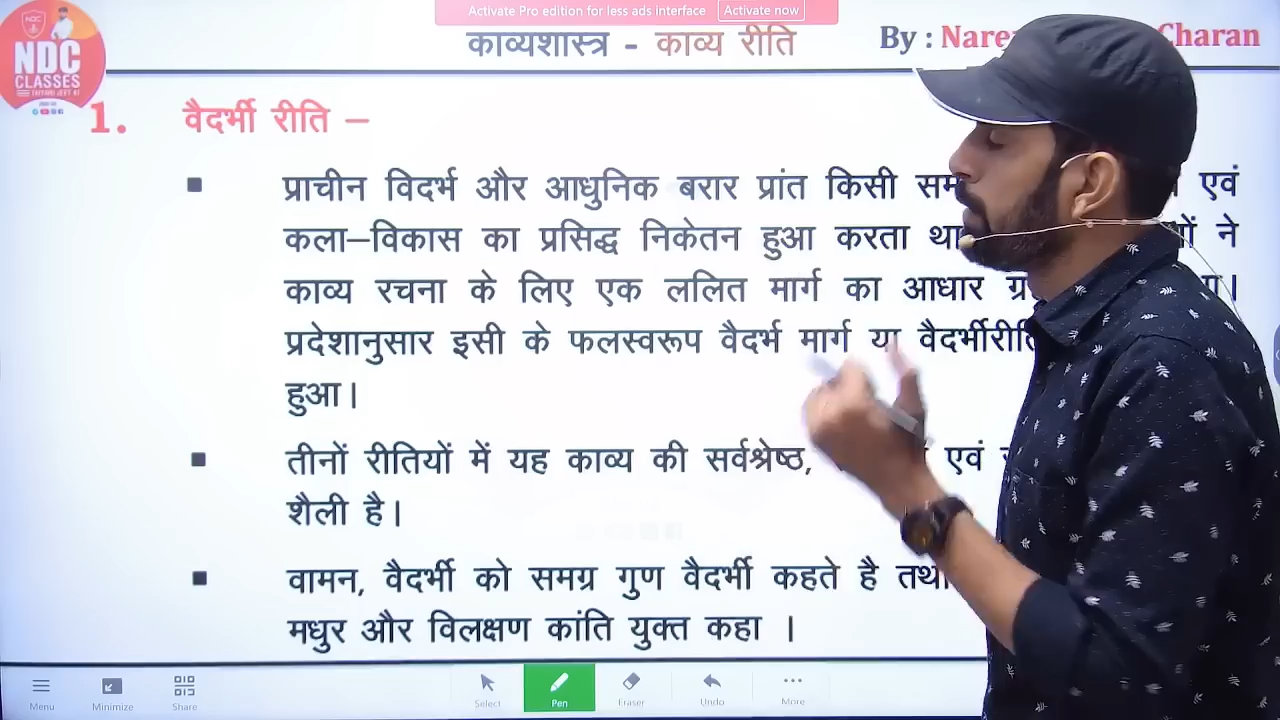 Activate Pro edition for less ads interface Activate now
काव्यशास्त्र - काव्य रीति
By : Charan
NDC
CLASSES
1. वैदर्भी रीति –
प्राचीन विदर्भ और आधुनिक बरार प्रांत किसी एवं
कला–विकास का प्रसिद्ध निकेतन हुआ करता था ने
काव्य रचना के लिए एक ललित मार्ग का आधार
प्रदेशानुसार इसी के फलस्वरूप वैदर्भ मार्ग या
हुआ।
तीनों रीतियों में यह काव्य की सर्वश्रेष्ठ, एवं
शैली है।
वामन, वैदर्भी को समग्र गुण वैदर्भी कहते है तथा
मधुर और विलक्षण कांति युक्त कहा ।
Menu Minimize Share Select Pen Eraser Undo More